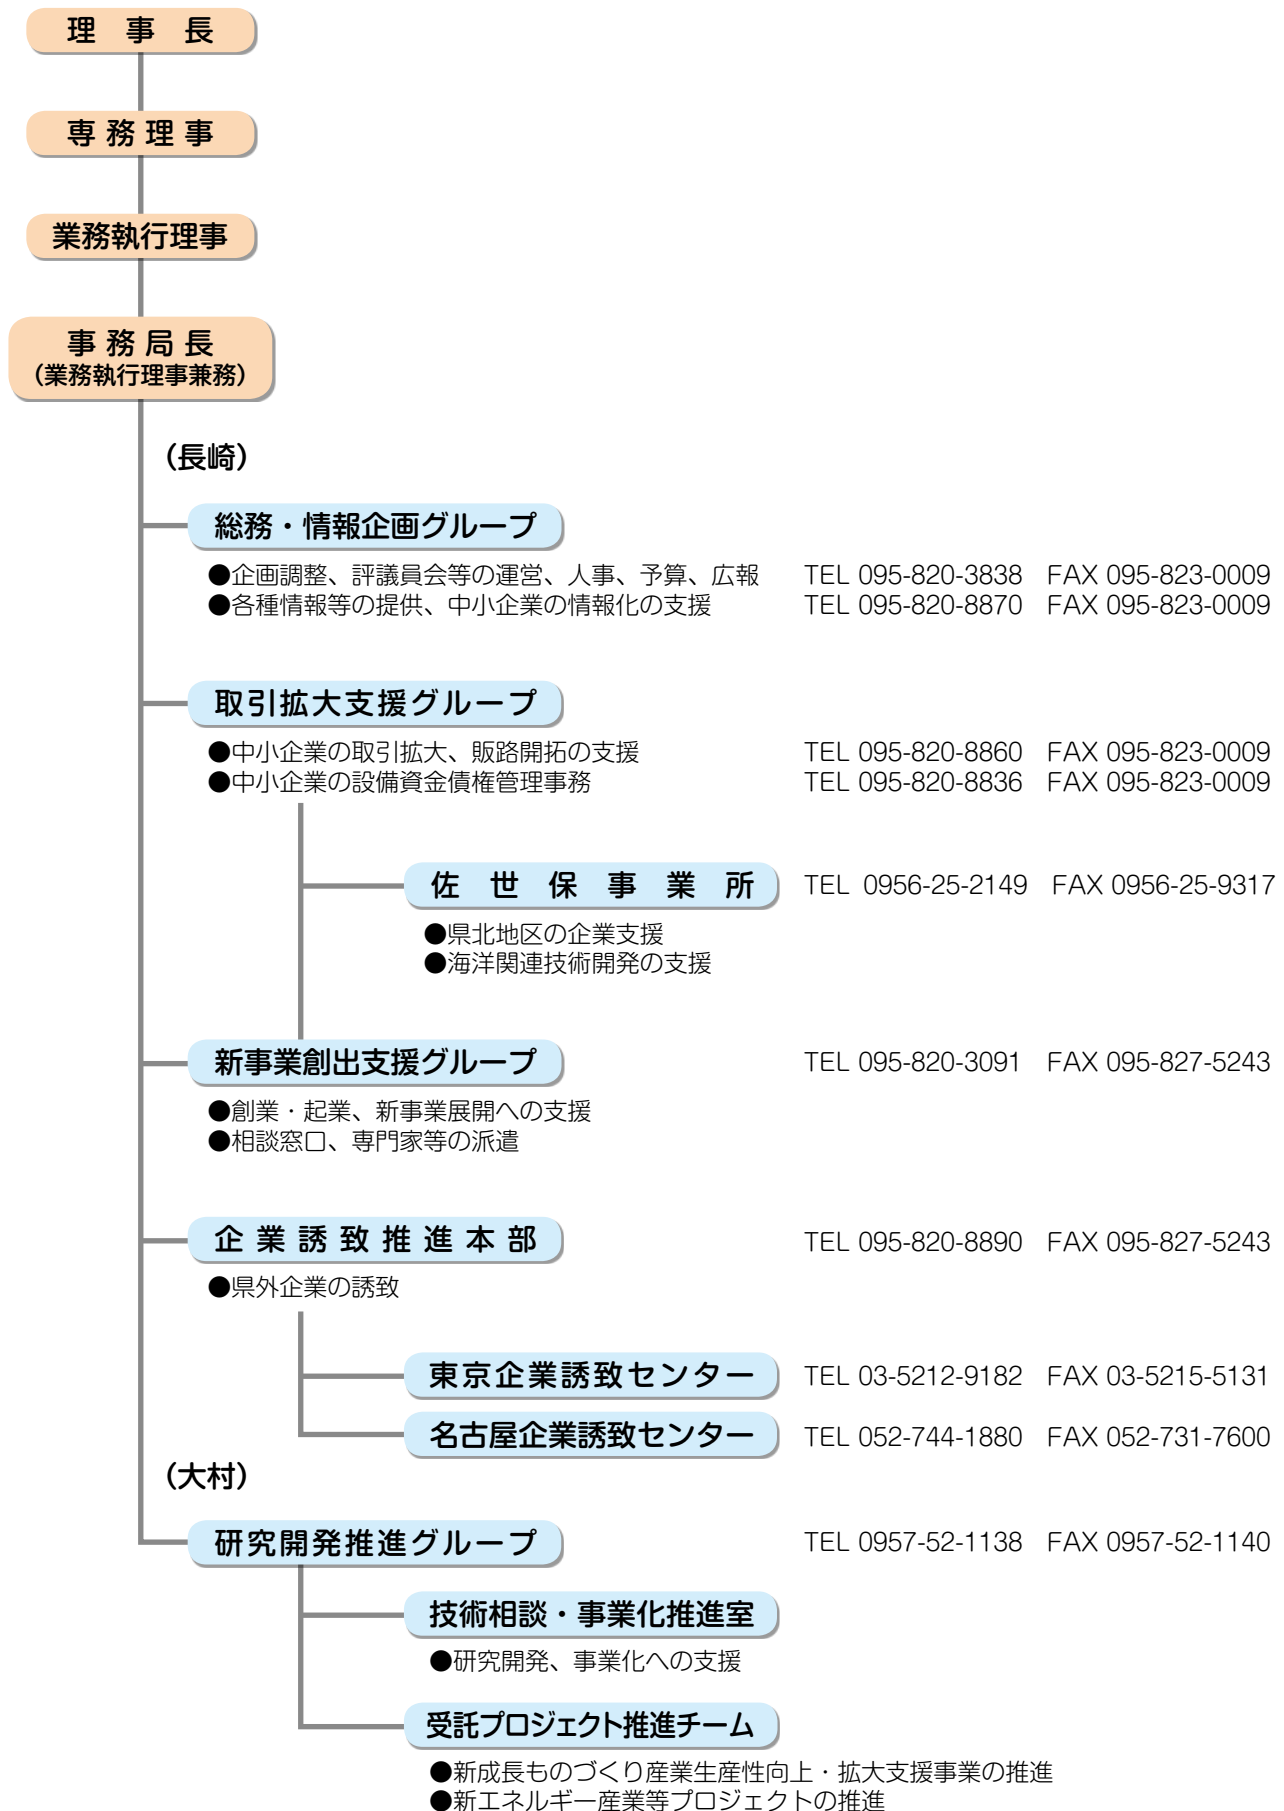 理事長
専務理事
業務執行理事
事務局長
(業務執行理事兼務)
(長崎)
総務・情報企画グループ
●企画調整、評議員会等の運営、人事、予算、広報 TEL 095-820-3838 FAX 095-823-0009
●各種情報等の提供、中小企業の情報化の支援 TEL 095-820-8870 FAX 095-823-0009
取引拡大支援グループ
●中小企業の取引拡大、販路開拓の支援 TEL 095-820-8860 FAX 095-823-0009
●中小企業の設備資金債権管理事務 TEL 095-820-8836 FAX 095-823-0009
佐世保事業所 TEL 0956-25-2149 FAX 0956-25-9317
●県北地区の企業支援
●海洋関連技術開発の支援
新事業創出支援グループ TEL 095-820-3091 FAX 095-827-5243
●創業・起業、新事業展開への支援
●相談窓口、専門家等の派遣
企業誘致推進本部 TEL 095-820-8890 FAX 095-827-5243
●県外企業の誘致
東京企業誘致センター TEL 03-5212-9182 FAX 03-5215-5131
名古屋企業誘致センター TEL 052-744-1880 FAX 052-731-7600
(大村)
研究開発推進グループ TEL 0957-52-1138 FAX 0957-52-1140
技術相談・事業化推進室
●研究開発、事業化への支援
受託プロジェクト推進チーム
●新成長ものづくり産業生産性向上・拡大支援事業の推進
●新エネルギー産業等プロジェクトの推進